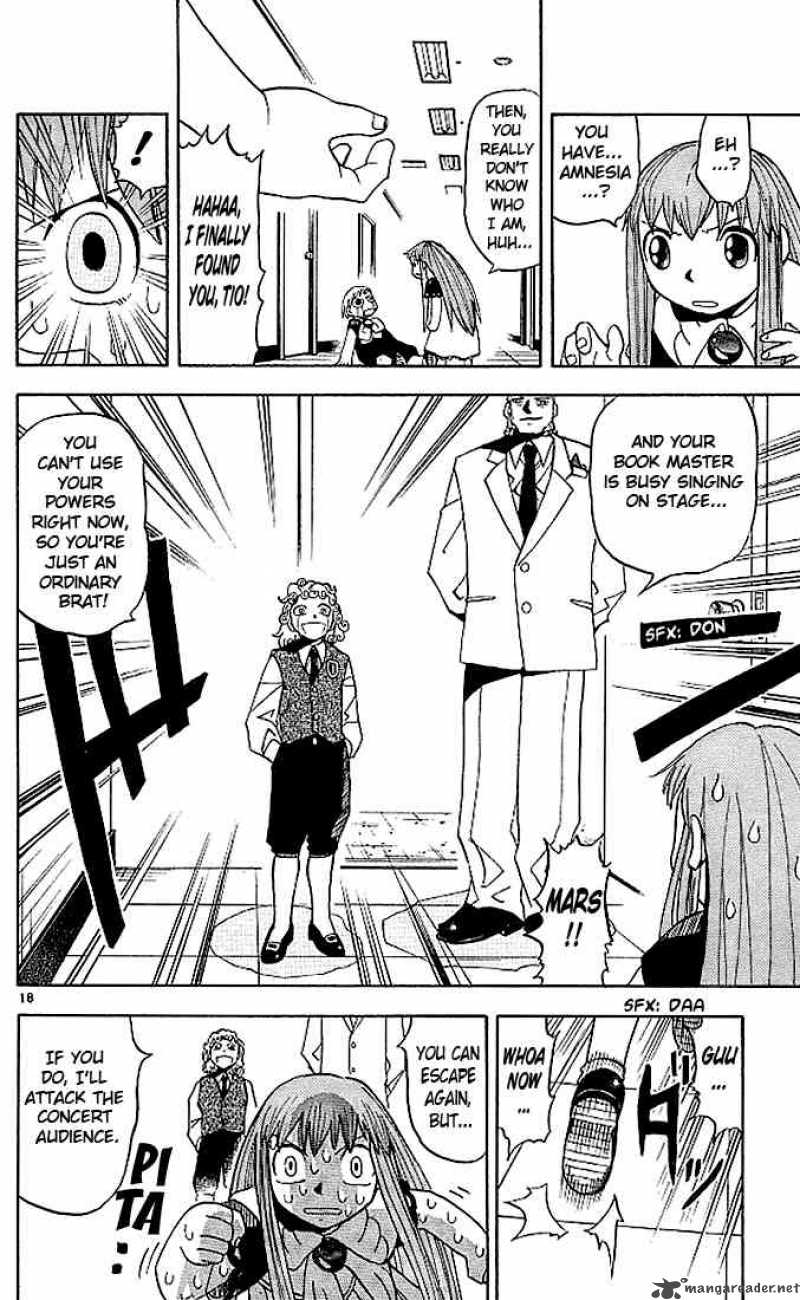 EH
...?
YOU
HAVE...
AMNESIA
...?
THEN,
YOU
REALLY
DON'T
KNOW
WHO
I AM,
HUH...
HAHAA,
I FINALLY
FOUND
YOU, TIO!
!
AND YOUR
BOOK MASTER
IS BUSY SINGING
ON STAGE...
SFX: DON
YOU
CAN'T USE
YOUR
POWERS
RIGHT NOW,
SO YOU'RE
JUST AN
ORDINARY
BRAT!
MARS
!!
18
SFX: DAA
GUU
...
WHOA
NOW
...
YOU CAN
ESCAPE
AGAIN,
BUT...
IF YOU
DO, I'LL
ATTACK THE
CONCERT
AUDIENCE.
PI
TA
mangareader.net